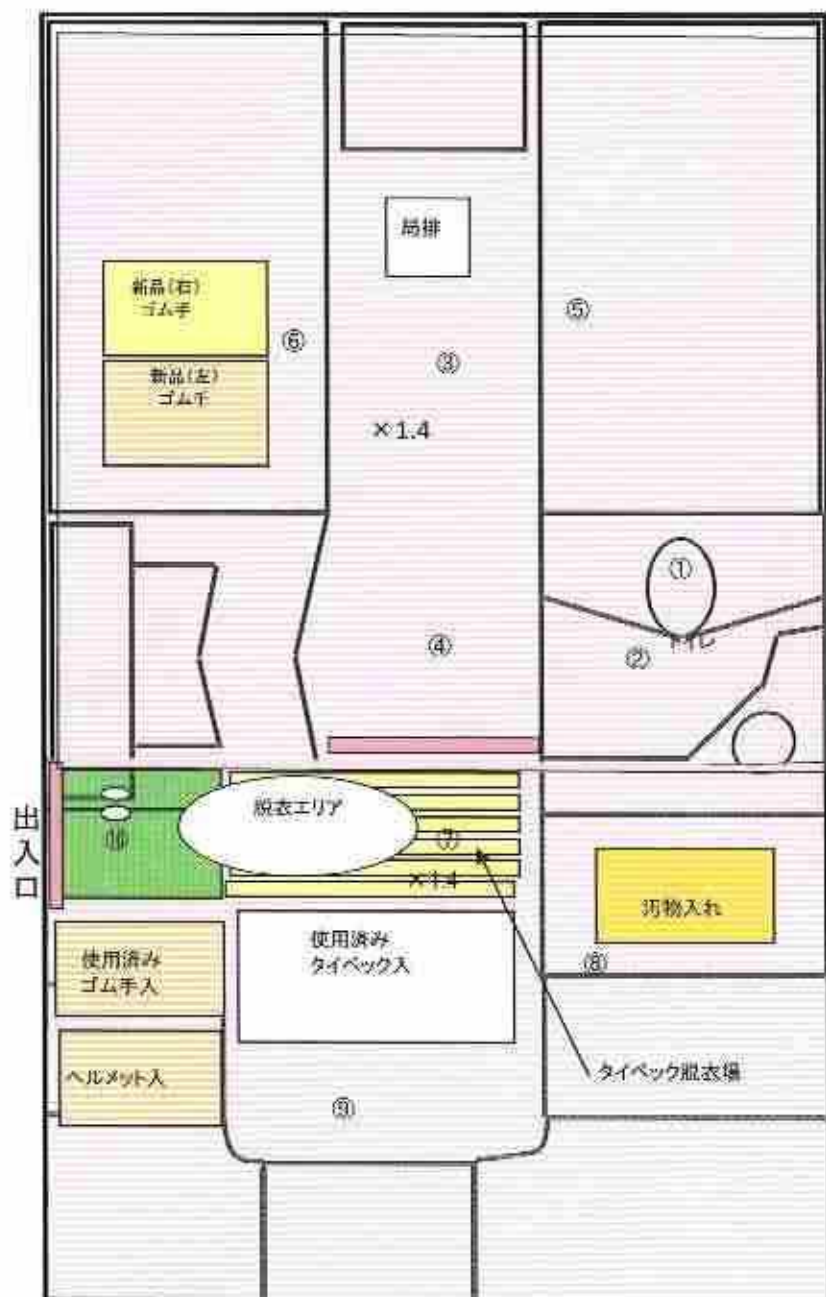 局排
新品(右)
ゴム手
⑤
⑥
③
新品(左)
ゴム手
×1.4
①
④
②
出入口
脱衣エリア
⑩
⑦
×1.4
汚物入れ
使用済み
タイベック入
使用済み
ゴム手入
⑧
ヘルメット入
タイベック脱衣場
⑨